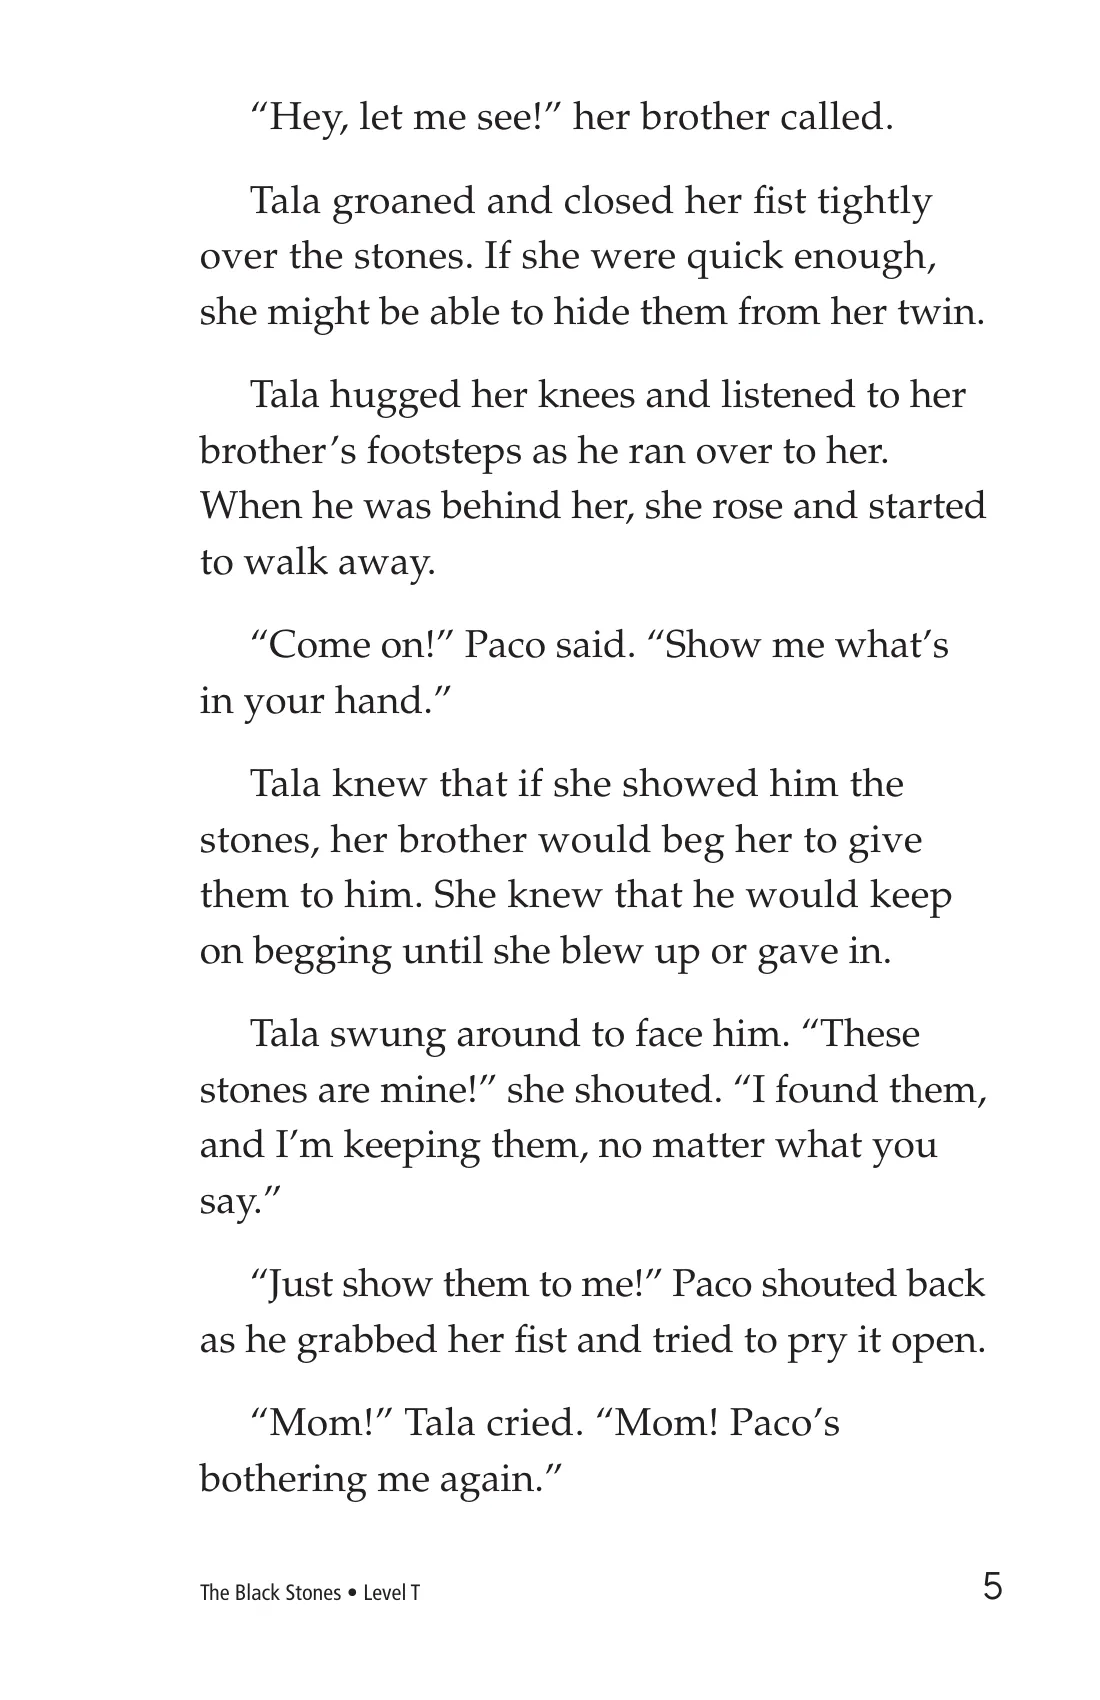 “Hey, let me see!” her brother called.
Tala groaned and closed her fist tightly
over the stones. If she were quick enough,
she might be able to hide them from her twin.
Tala hugged her knees and listened to her
brother’s footsteps as he ran over to her.
When he was behind her, she rose and started
to walk away.
“Come on!” Paco said. “Show me what’s
in your hand.”
Tala knew that if she showed him the
stones, her brother would beg her to give
them to him. She knew that he would keep
on begging until she blew up or gave in.
Tala swung around to face him. “These
stones are mine!” she shouted. “I found them,
and I’m keeping them, no matter what you
say.”
“Just show them to me!” Paco shouted back
as he grabbed her fist and tried to pry it open.
“Mom!” Tala cried. “Mom! Paco’s
bothering me again.”
The Black Stones • Level T
5